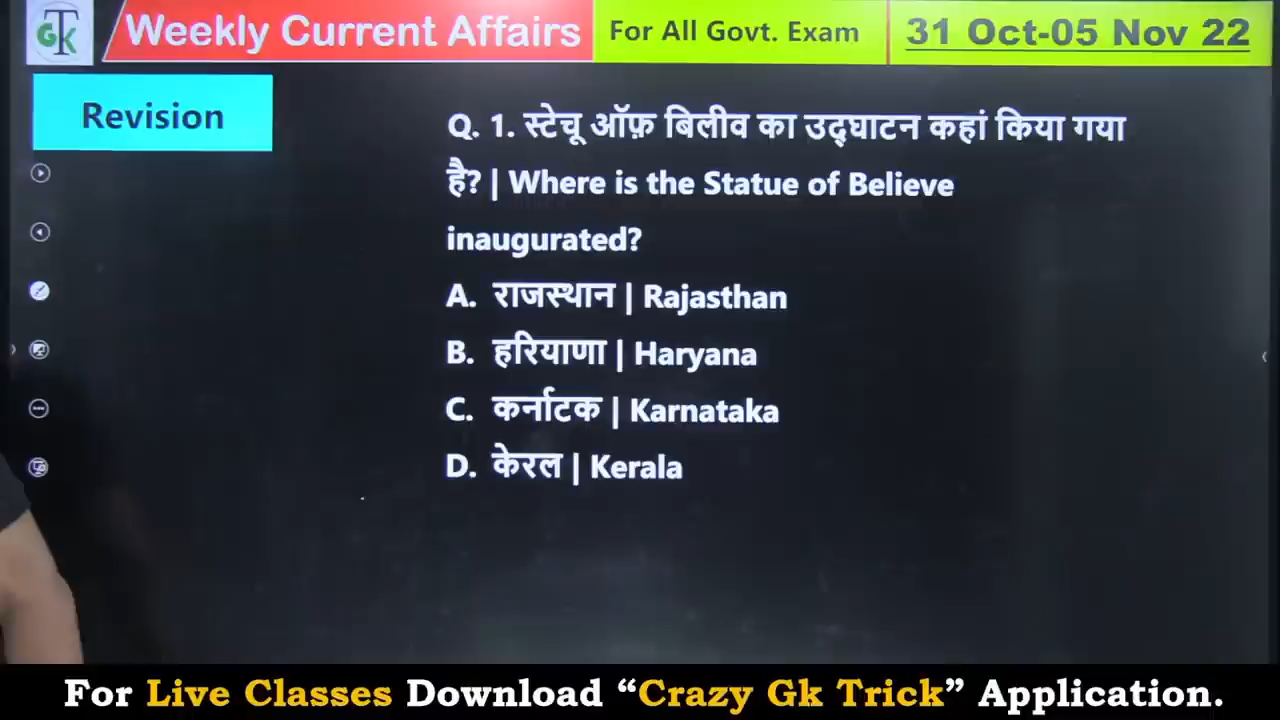 GTK
Weekly Current Affairs
For All Govt. Exam
31 Oct-05 Nov 22
Revision
Q. 1. स्टेचू ऑफ़ बिलीव का उद्घाटन कहां किया गया
है? | Where is the Statue of Believe
inaugurated?
A. राजस्थान | Rajasthan
B. हरियाणा | Haryana
C. कर्नाटक | Karnataka
D. केरल | Kerala
For Live Classes Download “Crazy Gk Trick” Application.